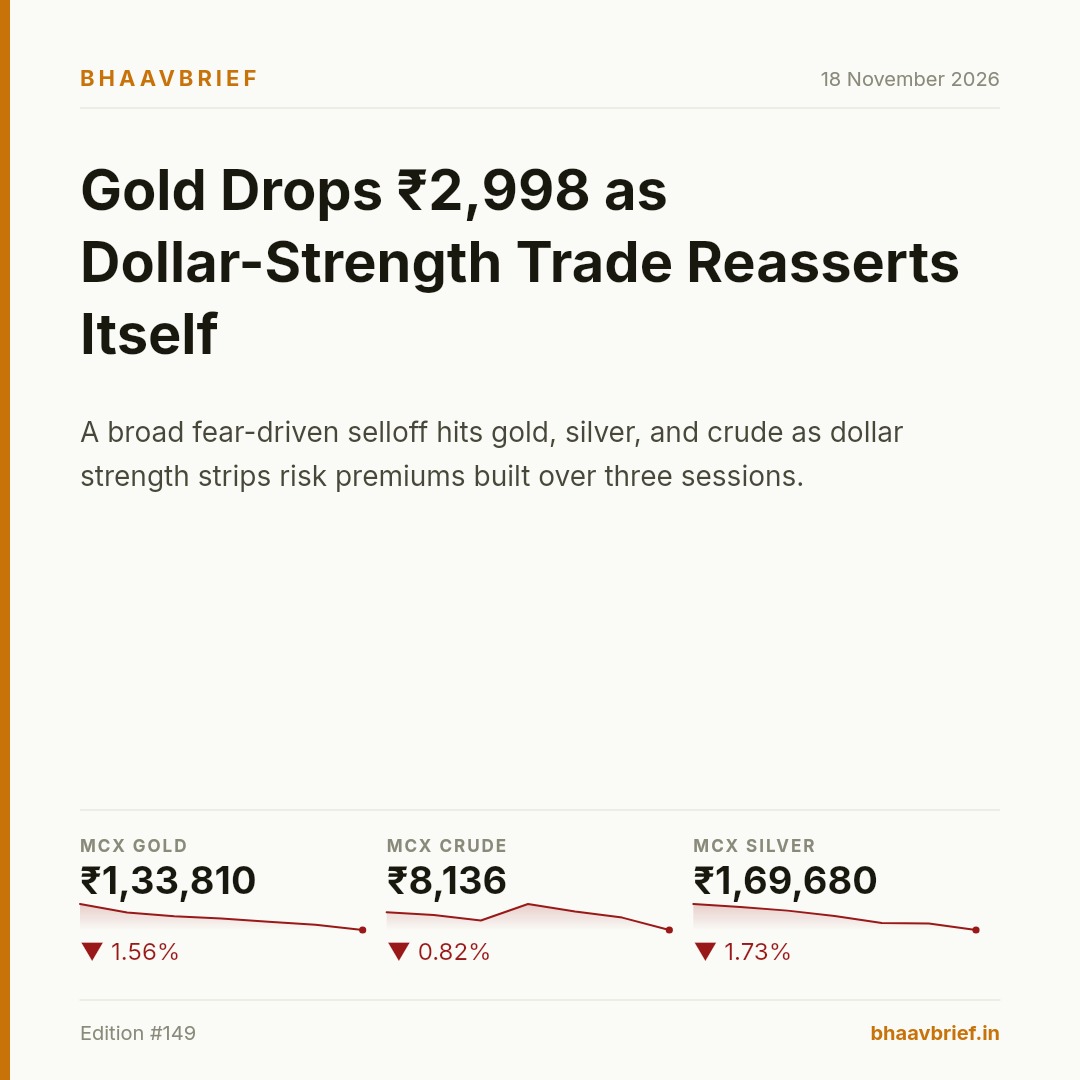 BHAAVBRIEF
18 November 2026
Gold Drops ₹2,998 as
Dollar-Strength Trade Reasserts
Itself
A broad fear-driven selloff hits gold, silver, and crude as dollar
strength strips risk premiums built over three sessions.
MCX GOLD
₹1,33,810
▼ 1.56%
MCX CRUDE
₹8,136
▼ 0.82%
MCX SILVER
₹1,69,680
▼ 1.73%
Edition #149
bhaavbrief.in